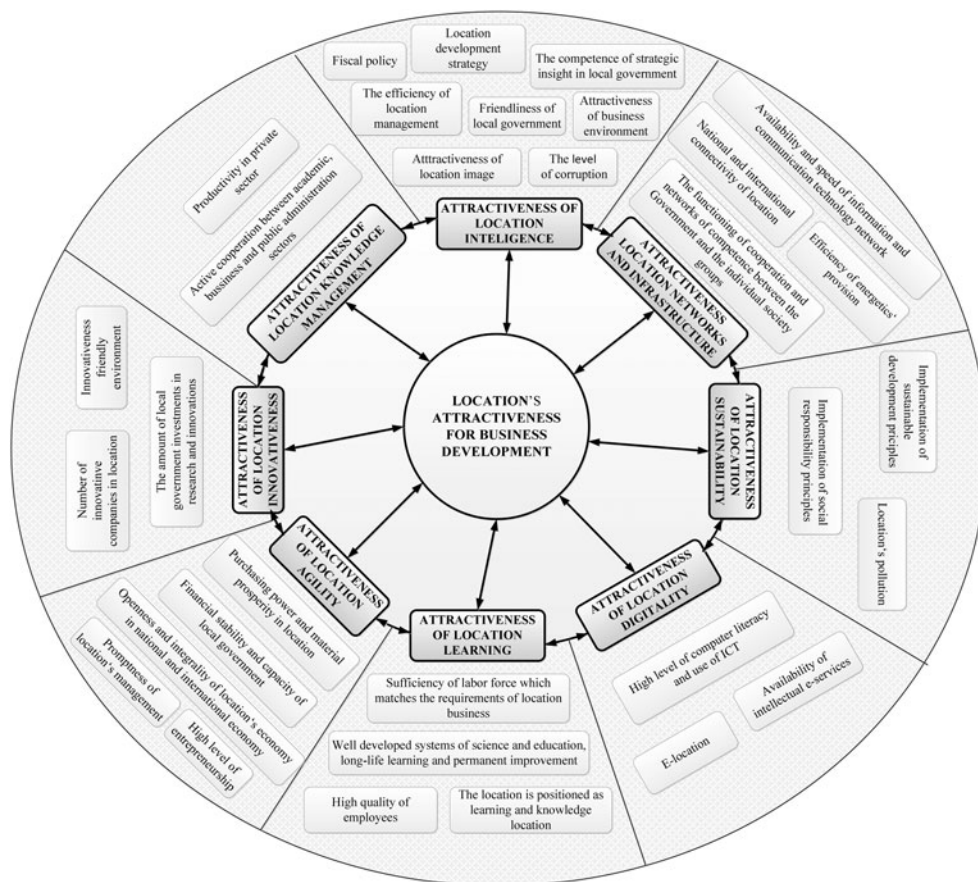 LOCATION'S
ATTRACTIVENESS
FOR BUSINESS
DEVELOPMENT
ATTRACTIVENESS OF
LOCATION
INTELIGENCE
Fiscal policy
Location
development
strategy
The competence of strategic
insight in local government
The efficiency of
location
management
Friendliness of
local government
Attractiveness
of business
environment
Atttractiveness of
location image
The level
of corruption
ATTRACTIVENESS
LOCATION NETWORKS
AND INFRASTRUCTURE
Availability and speed of information and
communication technology network
National and international
connectivity of location
The functioning of cooperation and
networks of competence between the
Government and the individual society
groups
Efficiency of energetics'
provision
ATTRACTIVENESS
OF LOCATION
SUSTAINABILITY
Implementation of
sustainable
development priciples
Implementation of social
responsibility principles
Location's pollution
ATTRACTIVENESS
OF LOCATION
DIGITALITY
High level of computer literacy
and use of ICT
Availability of
intellectual e-services
E-location
ATTRACTIVENESS
OF LOCATION
LEARNING
Sufficiency of labor force which
matches the requirements of location
business
Well developed systems of science and education,
long-life learning and permanent improvement
High quality of
employees
The location is positioned as
learning and knowledge
location
ATTRACTIVENESS
OF LOCATION
AGILITY
Purchasing power and material
prosperity in location
Financial stability and capacity of
local government
Openness and integrality of location's economy
in national and international economy
Promptness of
location's management
High level of
entrepreneurship
ATTRACTIVENESS
OF LOCATION
INNOVATIVENESS
Innovativeness
friendly
environment
The amount of local
government investments in
research and innovations
Number of
innovatinve
companies in location
ATTRACTIVENESS OF
LOCATION KNOWLEDGE
MANAGEMENT
Productivity in private
sector
Active cooperation between academic,
bussiness and public administration
sectors